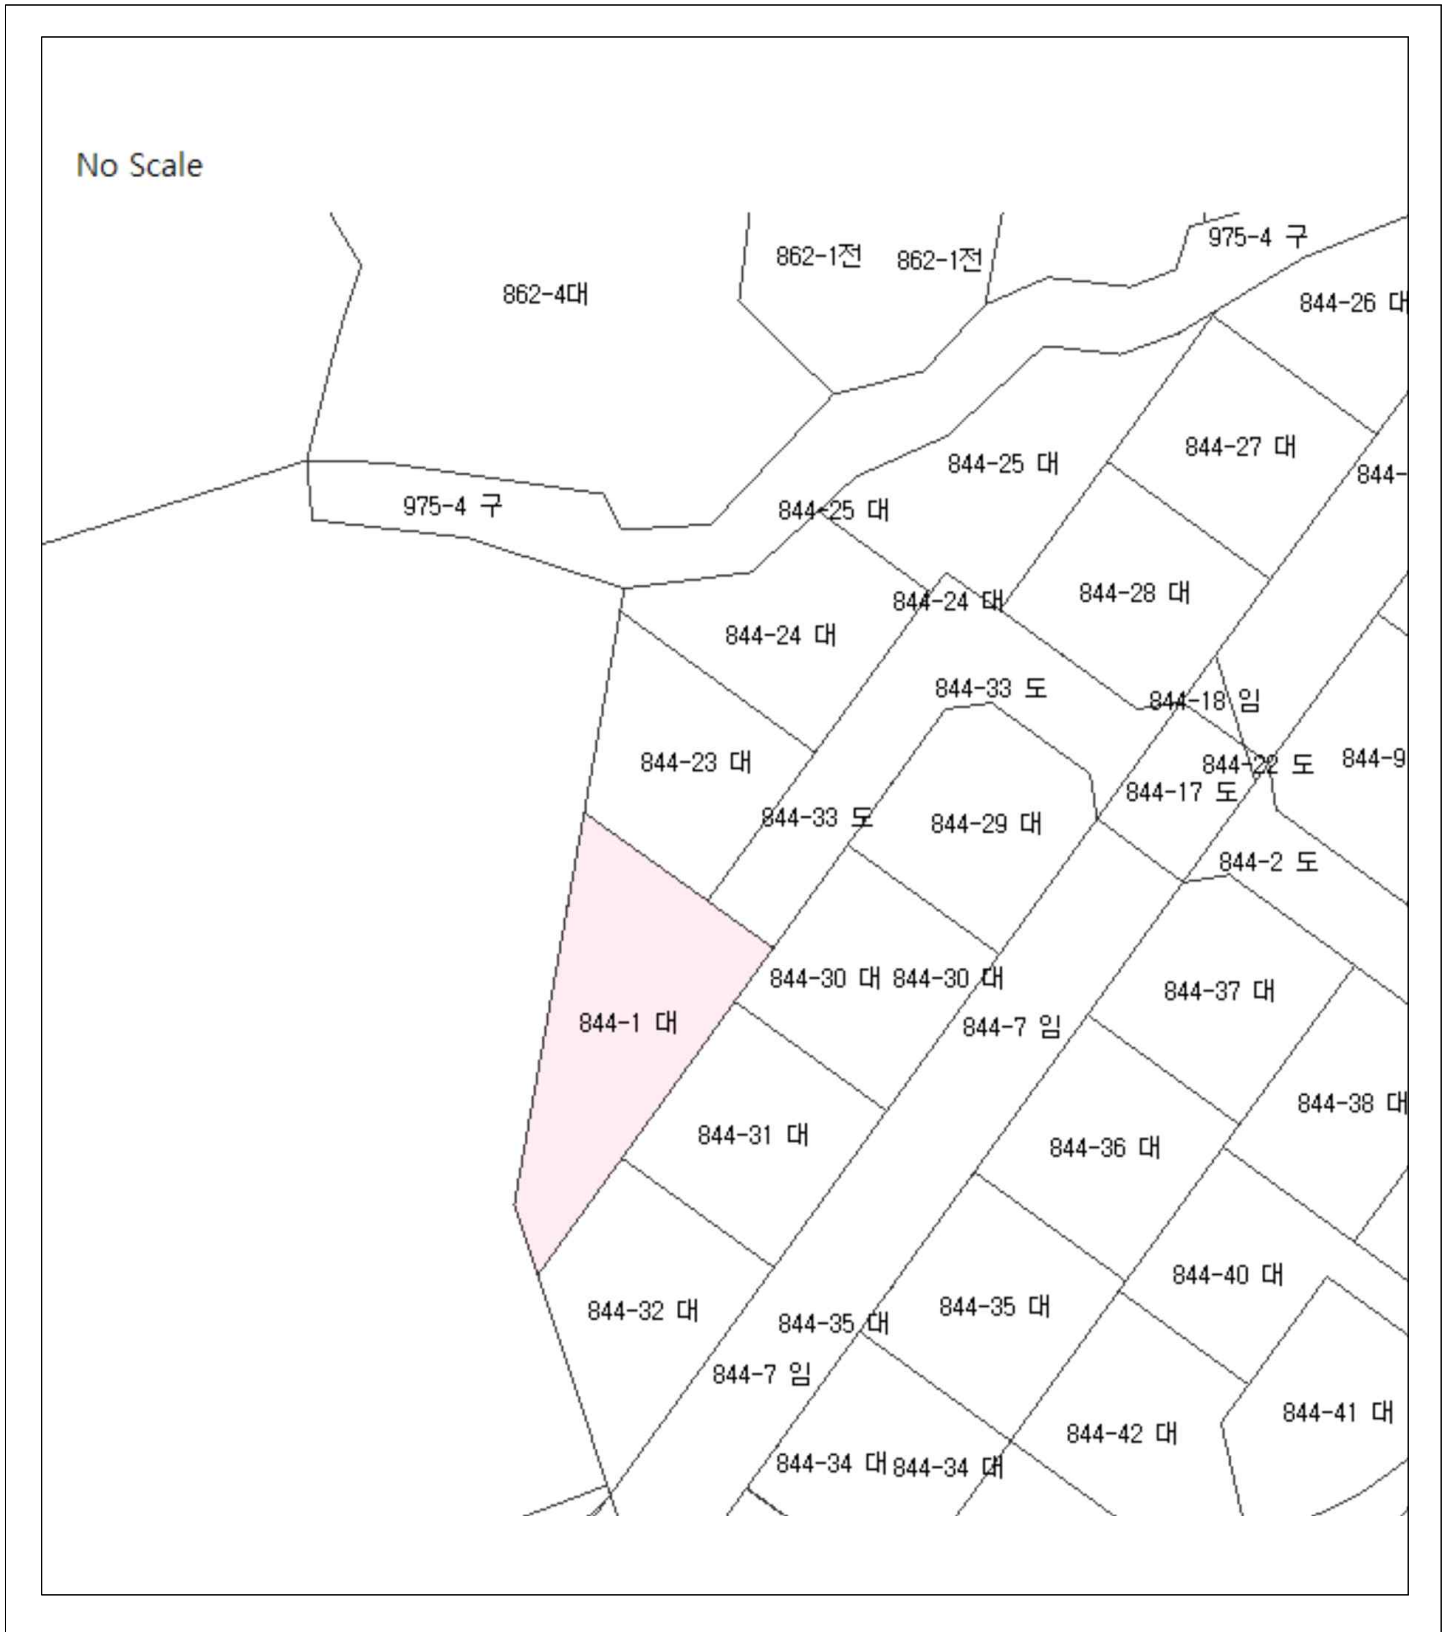 No Scale
975-4 구
862-1전 862-1전
862-4대
844-26 대
844-27 대
844-25 대
844-
975-4 구
844-25 대
844-28 대
844-24 대
844-24 대
844-33 도
844-18 임
844-9
844-23 대
844-22 도
844-17 도
844-33 도
844-29 대
844-2 도
844-30 대 844-30 대
844-37 대
844-1 대
844-7 임
844-38 대
844-31 대
844-36 대
844-40 대
844-32 대
844-35 대
844-35 대
844-7 임
844-41 대
844-42 대
844-34 대 844-34 대